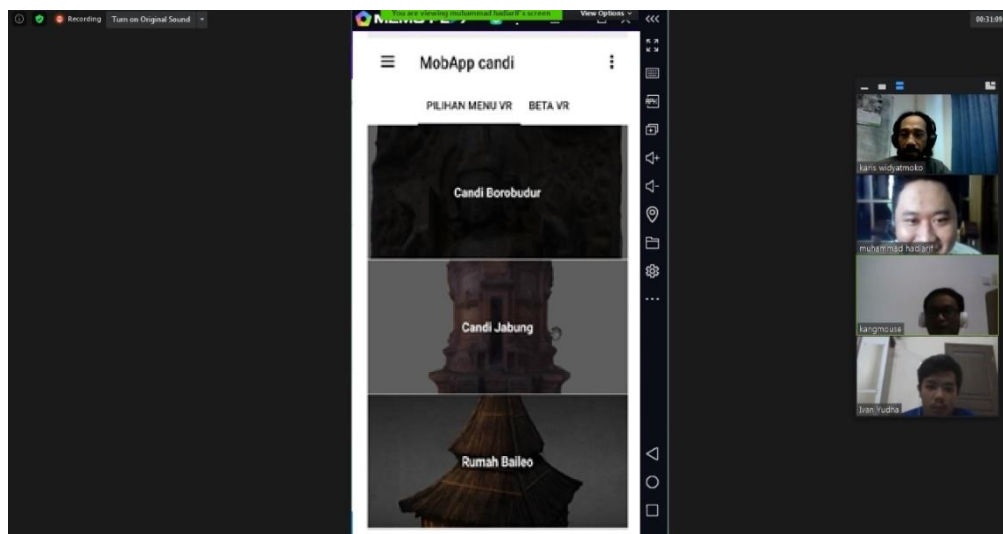 Recording
Turn on Original Sound
You are viewing muhammad hadiarif's screen
View Options
00:31:09
MobApp candi
PILIHAN MENU VR
BETA VR
Candi Borobudur
Candi Jabung
Rumah Baileo
APK
karis widyatmoko
muhammad hadiarif
kangmouse
Ivan Yudha